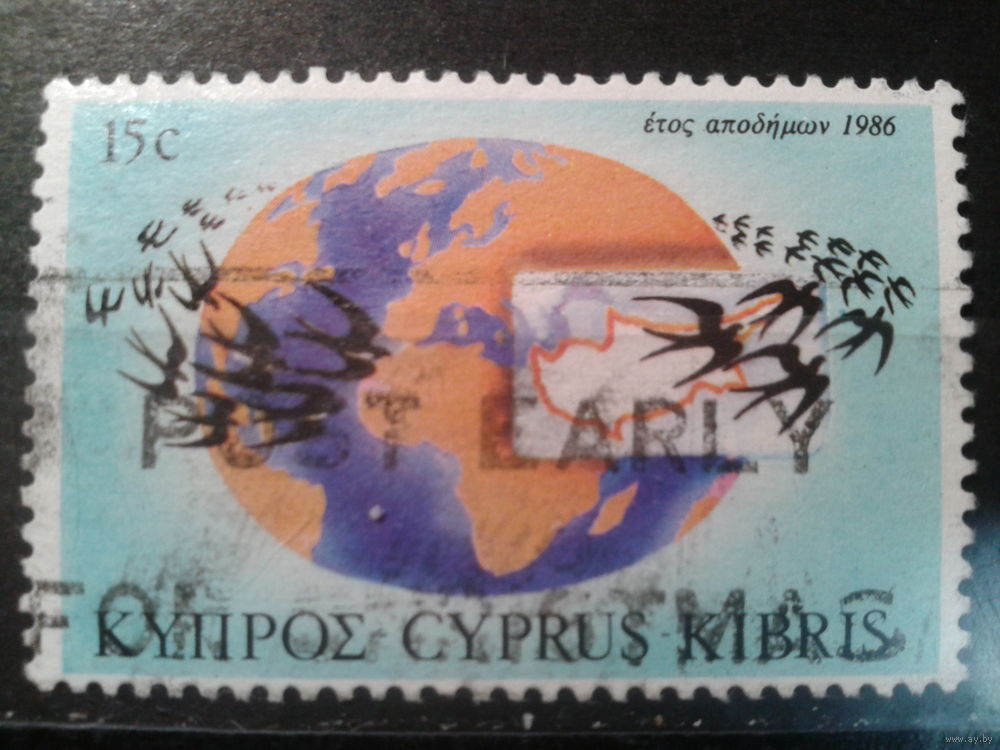 15c
έτος αποδήμων 1986
POST EARLY
FOR
ΚΥΠΡΟΣ CYPRUS KIBRIS
www.ay.by